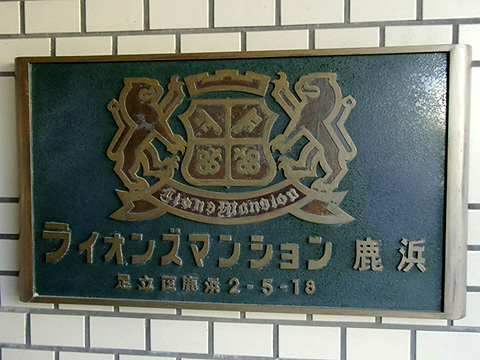 Lions Mansion
ライオンズマンション 鹿浜
足立区鹿浜2-5-18